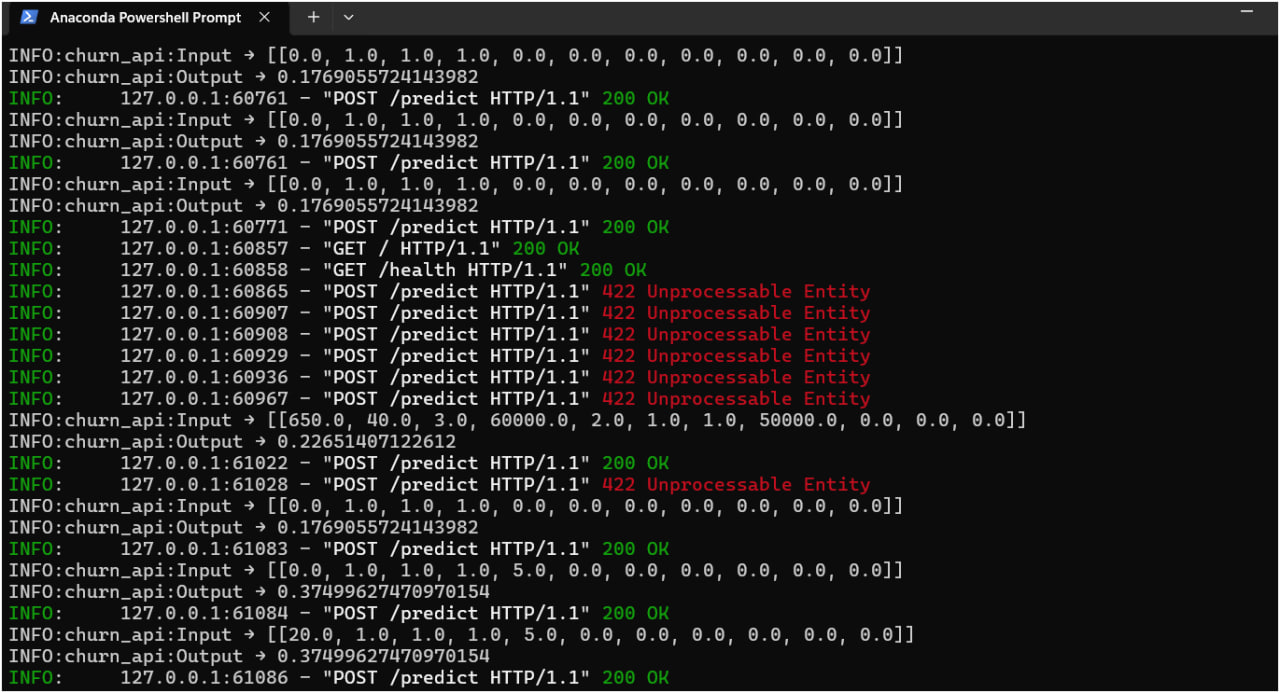 Anaconda Powershell Prompt
INFO:churn_api:Input → [[0.0, 1.0, 1.0, 1.0, 0.0, 0.0, 0.0, 0.0, 0.0, 0.0, 0.0]]
INFO:churn_api:Output → 0.1769055724143982
INFO:     127.0.0.1:60761 - "POST /predict HTTP/1.1" 200 OK
INFO:churn_api:Input → [[0.0, 1.0, 1.0, 1.0, 0.0, 0.0, 0.0, 0.0, 0.0, 0.0, 0.0]]
INFO:churn_api:Output → 0.1769055724143982
INFO:     127.0.0.1:60761 - "POST /predict HTTP/1.1" 200 OK
INFO:churn_api:Input → [[0.0, 1.0, 1.0, 1.0, 0.0, 0.0, 0.0, 0.0, 0.0, 0.0, 0.0]]
INFO:churn_api:Output → 0.1769055724143982
INFO:     127.0.0.1:60771 - "POST /predict HTTP/1.1" 200 OK
INFO:     127.0.0.1:60857 - "GET / HTTP/1.1" 200 OK
INFO:     127.0.0.1:60858 - "GET /health HTTP/1.1" 200 OK
INFO:     127.0.0.1:60865 - "POST /predict HTTP/1.1" 422 Unprocessable Entity
INFO:     127.0.0.1:60907 - "POST /predict HTTP/1.1" 422 Unprocessable Entity
INFO:     127.0.0.1:60908 - "POST /predict HTTP/1.1" 422 Unprocessable Entity
INFO:     127.0.0.1:60929 - "POST /predict HTTP/1.1" 422 Unprocessable Entity
INFO:     127.0.0.1:60936 - "POST /predict HTTP/1.1" 422 Unprocessable Entity
INFO:     127.0.0.1:60967 - "POST /predict HTTP/1.1" 422 Unprocessable Entity
INFO:churn_api:Input → [[650.0, 40.0, 3.0, 60000.0, 2.0, 1.0, 1.0, 50000.0, 0.0, 0.0, 0.0]]
INFO:churn_api:Output → 0.22651407122612
INFO:     127.0.0.1:61022 - "POST /predict HTTP/1.1" 200 OK
INFO:     127.0.0.1:61028 - "POST /predict HTTP/1.1" 422 Unprocessable Entity
INFO:churn_api:Input → [[0.0, 1.0, 1.0, 1.0, 0.0, 0.0, 0.0, 0.0, 0.0, 0.0, 0.0]]
INFO:churn_api:Output → 0.1769055724143982
INFO:     127.0.0.1:61083 - "POST /predict HTTP/1.1" 200 OK
INFO:churn_api:Input → [[0.0, 1.0, 1.0, 1.0, 5.0, 0.0, 0.0, 0.0, 0.0, 0.0, 0.0]]
INFO:churn_api:Output → 0.37499627470970154
INFO:     127.0.0.1:61084 - "POST /predict HTTP/1.1" 200 OK
INFO:churn_api:Input → [[20.0, 1.0, 1.0, 1.0, 5.0, 0.0, 0.0, 0.0, 0.0, 0.0, 0.0]]
INFO:churn_api:Output → 0.37499627470970154
INFO:     127.0.0.1:61086 - "POST /predict HTTP/1.1" 200 OK